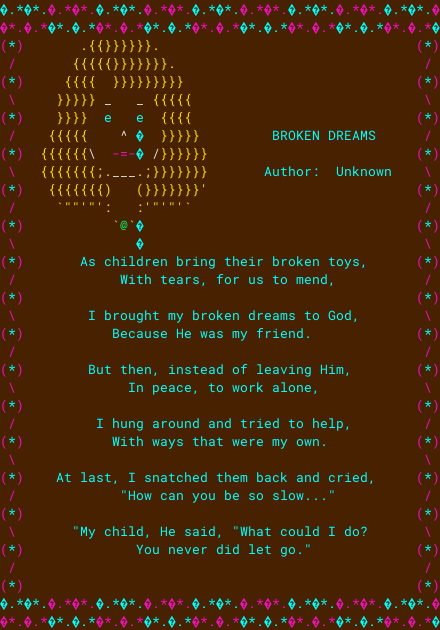 BROKEN DREAMS
Author:  Unknown
As children bring their broken toys,
With tears, for us to mend,
I brought my broken dreams to God,
Because He was my friend.
But then, instead of leaving Him,
In peace, to work alone,
I hung around and tried to help,
With ways that were my own.
At last, I snatched them back and cried,
"How can you be so slow..."
"My child, He said, "What could I do?
You never did let go."